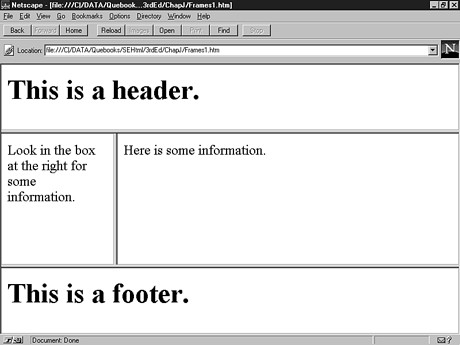 Netscape - [file:///C|/DATA/Quebook...3rdEd/ChapJ/Frames1.htm]
File Edit View Go Bookmarks Options Directory Window Help
Back Forward Home Reload Images Open Print Find Stop
Location: file:///C|/DATA/Quebooks/SEHtml/3rdEd/ChapJ/Frames1.htm
N
This is a header.
Look in the box
at the right for
some
information.
Here is some information.
This is a footer.
Document: Done
?